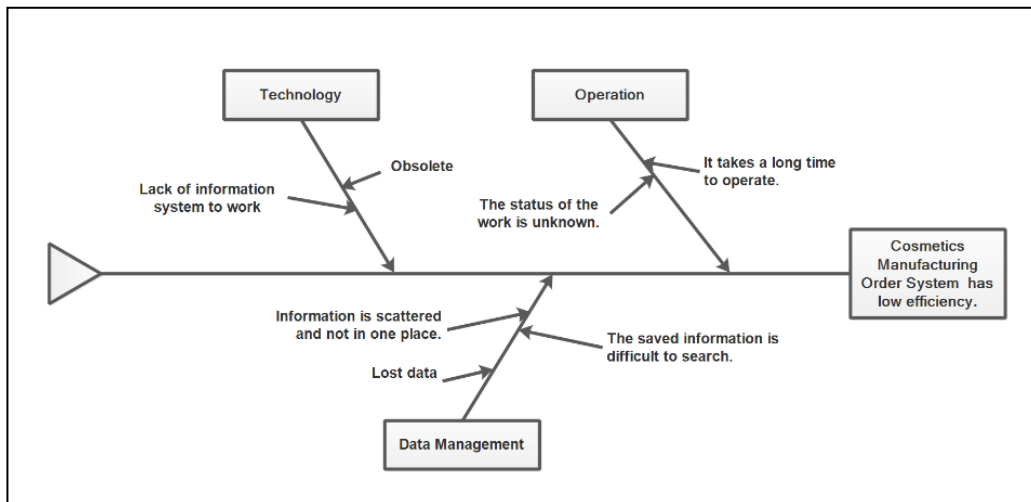 Technology
Operation
Obsolete
Lack of information
system to work
It takes a long time
to operate.
The status of the
work is unknown.
Cosmetics
Manufacturing
Order System has
low efficiency.
Information is scattered
and not in one place.
The saved information is
difficult to search.
Lost data
Data Management